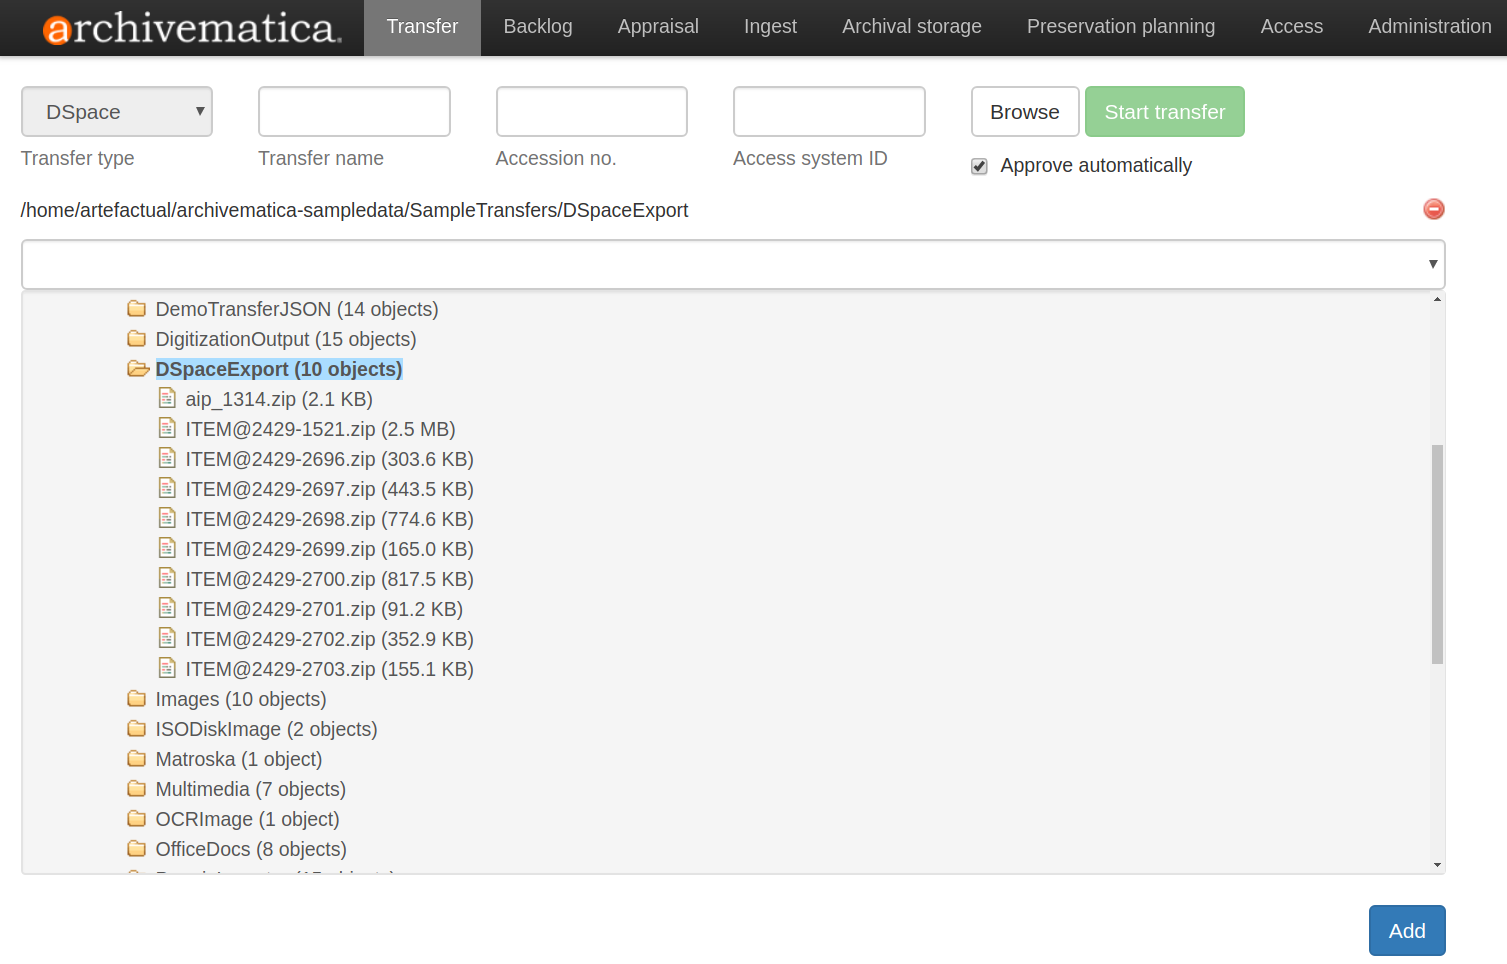 archivematica.
Transfer
Backlog
Appraisal
Ingest
Archival storage
Preservation planning
Access
Administration
DSpace
Browse
Start transfer
Transfer type
Transfer name
Accession no.
Access system ID
Approve automatically
/home/artefactual/archivematica-sampledata/SampleTransfers/DSpaceExport
DemoTransferJSON (14 objects)
DigitizationOutput (15 objects)
DSpaceExport (10 objects)
aip_1314.zip (2.1 KB)
ITEM@2429-1521.zip (2.5 MB)
ITEM@2429-2696.zip (303.6 KB)
ITEM@2429-2697.zip (443.5 KB)
ITEM@2429-2698.zip (774.6 KB)
ITEM@2429-2699.zip (165.0 KB)
ITEM@2429-2700.zip (817.5 KB)
ITEM@2429-2701.zip (91.2 KB)
ITEM@2429-2702.zip (352.9 KB)
ITEM@2429-2703.zip (155.1 KB)
Images (10 objects)
ISODiskImage (2 objects)
Matroska (1 object)
Multimedia (7 objects)
OCRImage (1 object)
OfficeDocs (8 objects)
Add